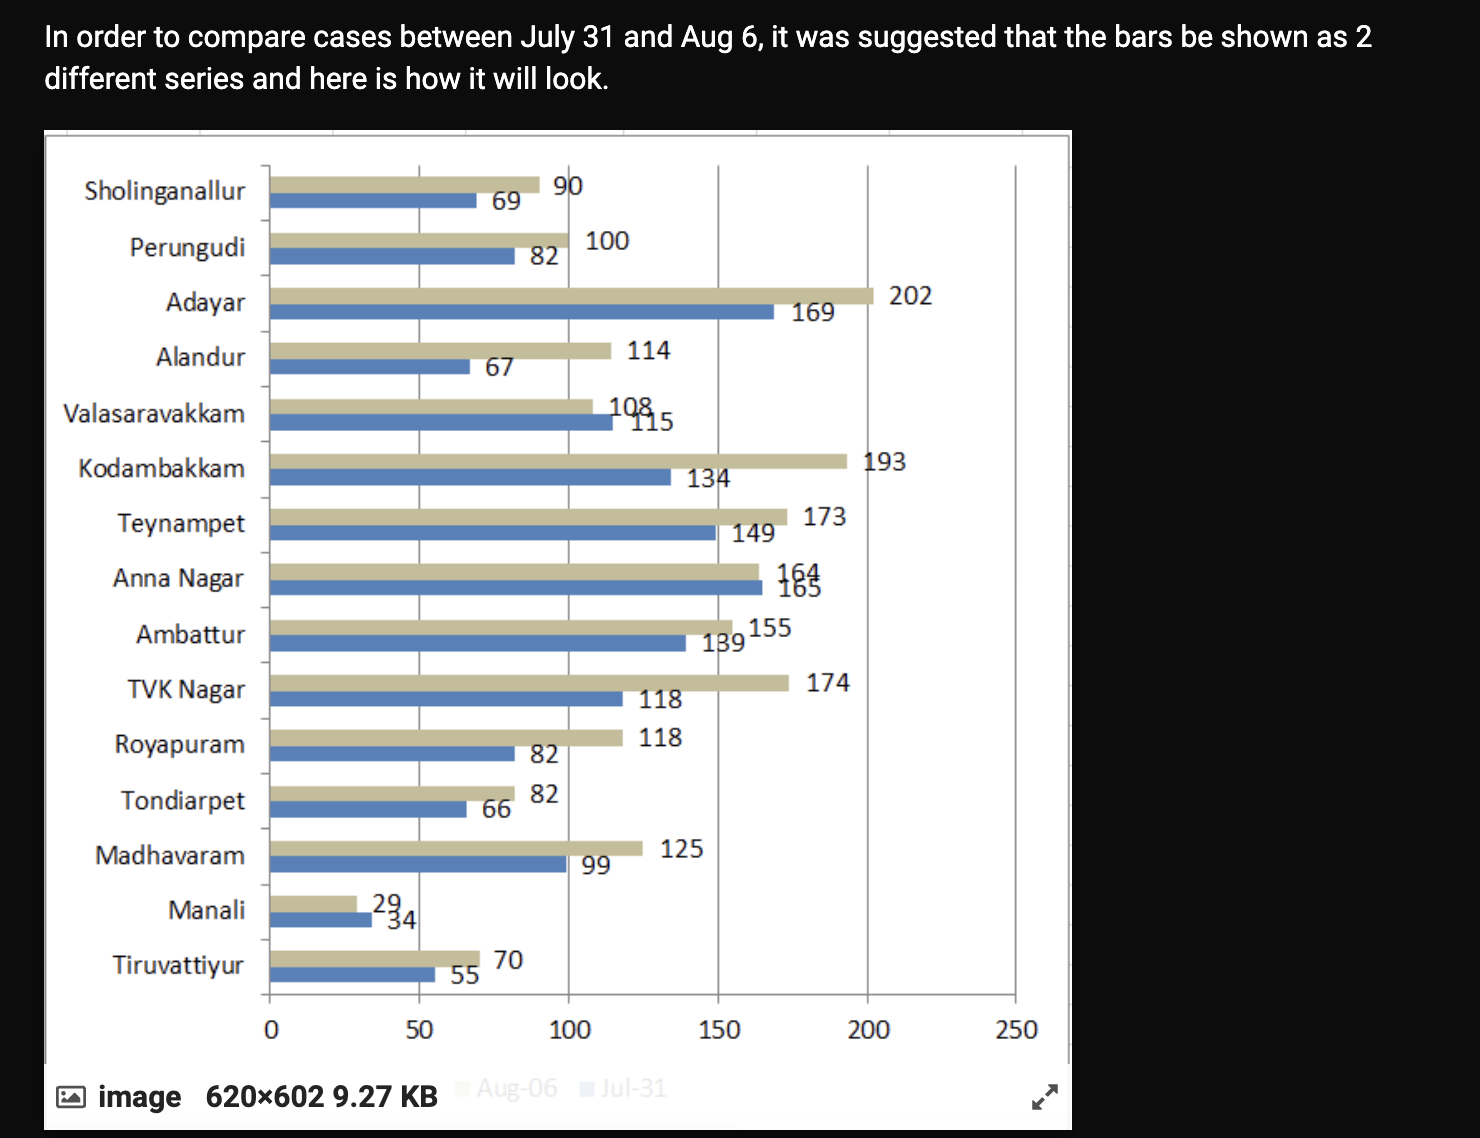 In order to compare cases between July 31 and Aug 6, it was suggested that the bars be shown as 2
different series and here is how it will look.
Sholinganallur 90
69
Perungudi 100
82
Adayar 202
169
Alandur 114
67
Valasaravakkam 108
115
Kodambakkam 193
134
Teynampet 173
149
Anna Nagar 164
165
Ambattur 155
139
TVK Nagar 174
118
Royapuram 118
82
Tondiarpet 82
66
Madhavaram 125
99
Manali 29
34
Tiruvattiyur 70
55
0 50 100 150 200 250
Aug-06 Jul-31
image 620×602 9.27 KB